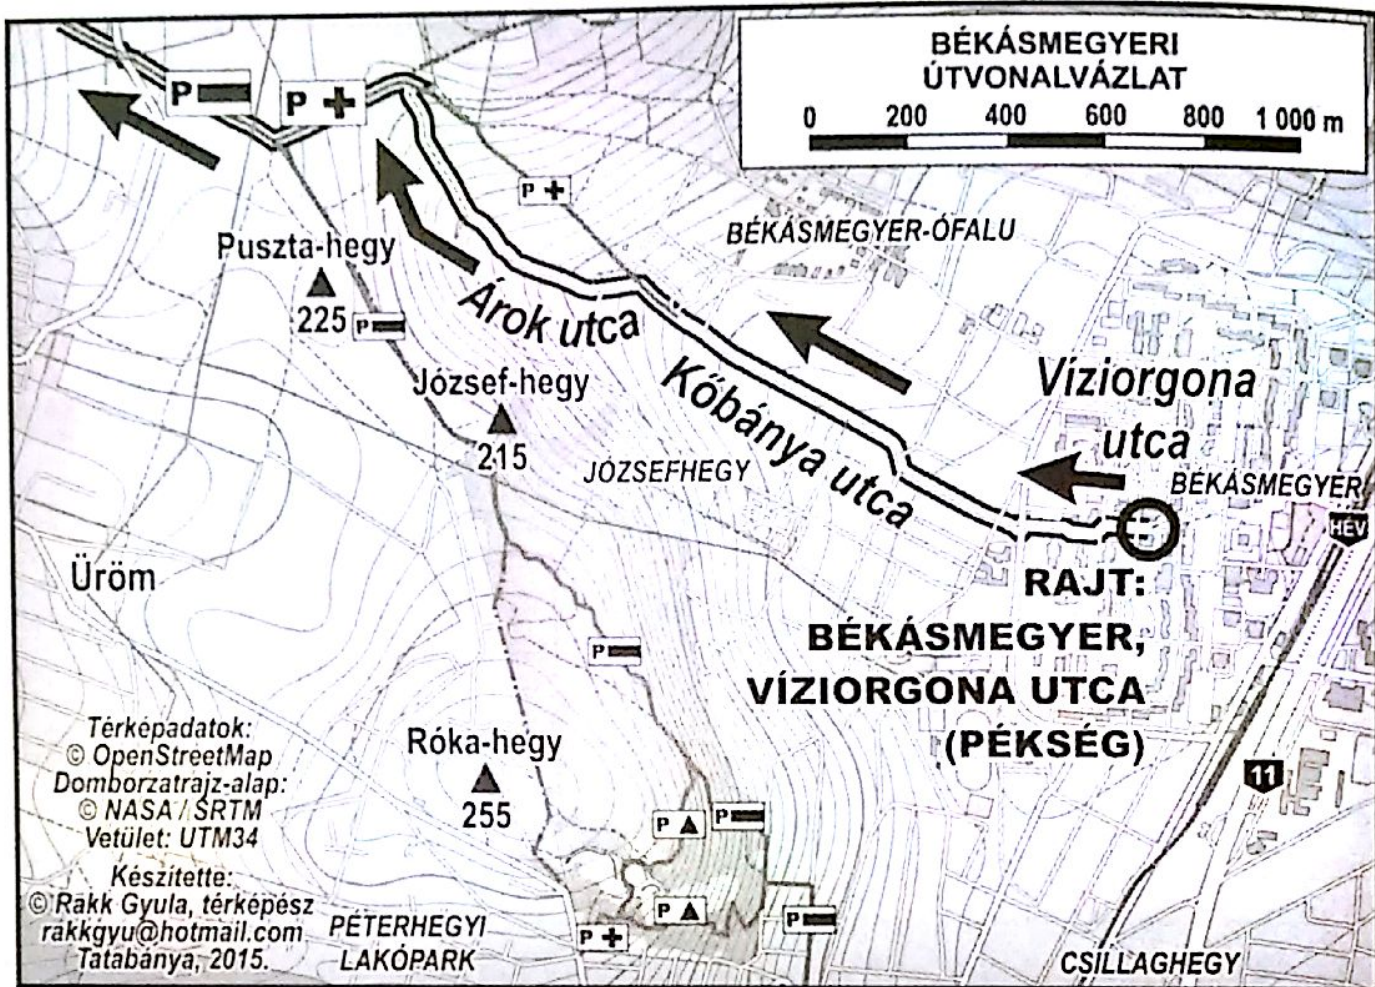 BÉKÁSMEGYERI
ÚTVONALVÁZLAT
0 200 400 600 800 1 000 m
P
P
P
BÉKÁSMEGYER-ÓFALU
Puszta-hegy
225
P
Árok utca
József-hegy
215
Kőbánya utca
JÓZSEFHEGY
Víziorgona
utca
BÉKÁSMEGYER
HÉV
Üröm
RAJT:
BÉKÁSMEGYER,
VÍZIORGONA UTCA
(PÉKSÉG)
P
Róka-hegy
255
11
P
P
P
P
P
Térképadatok:
© OpenStreetMap
Domborzatrajz-alap:
© NASA / SRTM
Vetület: UTM34
Készítette:
© Rakk Gyula, térképész
rakkgyu@hotmail.com
Tatabánya, 2015.
PÉTERHEGYI
LAKÓPARK
CSILLAGHEGY